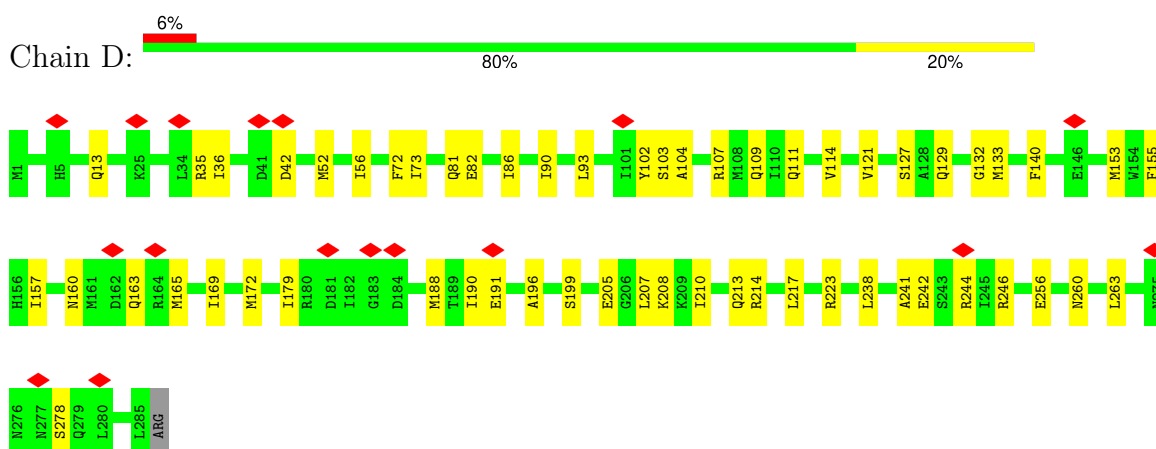 6%
Chain D:
80% 20%
M1 H5 Q13 K25 L34 R35 I36 D41 D42 M52 I56 F72 I73 Q81 E82 I86 I90 L93 I101 Y102 S103 A104 R107 M108 Q109 I110 Q111 V114 V121 S127 A128 Q129 G132 M133 F140 E146 M153 W154 F155
H156 I157 N160 M161 D162 Q163 R164 M165 I169 M172 I179 R180 D181 I182 G183 D184 M188 T189 I190 E191 A196 S199 E205 G206 L207 K208 K209 I210 Q213 R214 L217 R223 L238 A241 E242 S243 R244 I245 R246 E256 N260 L263
N276 N277 S278 Q279 L280 L285 ARG